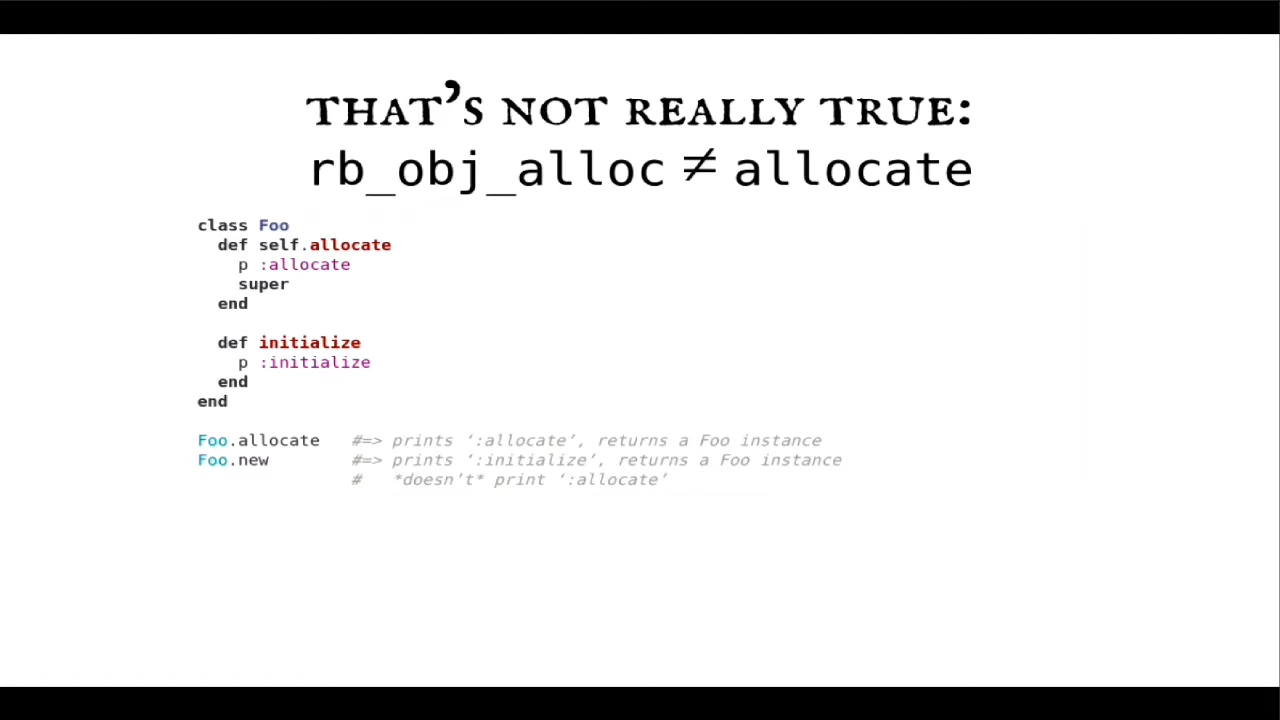 THAT’S NOT REALLY TRUE:
rb_obj_alloc ≠ allocate
class Foo
  def self.allocate
    p :allocate
    super
  end
  def initialize
    p :initialize
  end
end
Foo.allocate   #=> prints ‘:allocate’, returns a Foo instance
Foo.new        #=> prints ‘:initialize’, returns a Foo instance
               #   *doesn’t* print ‘:allocate’